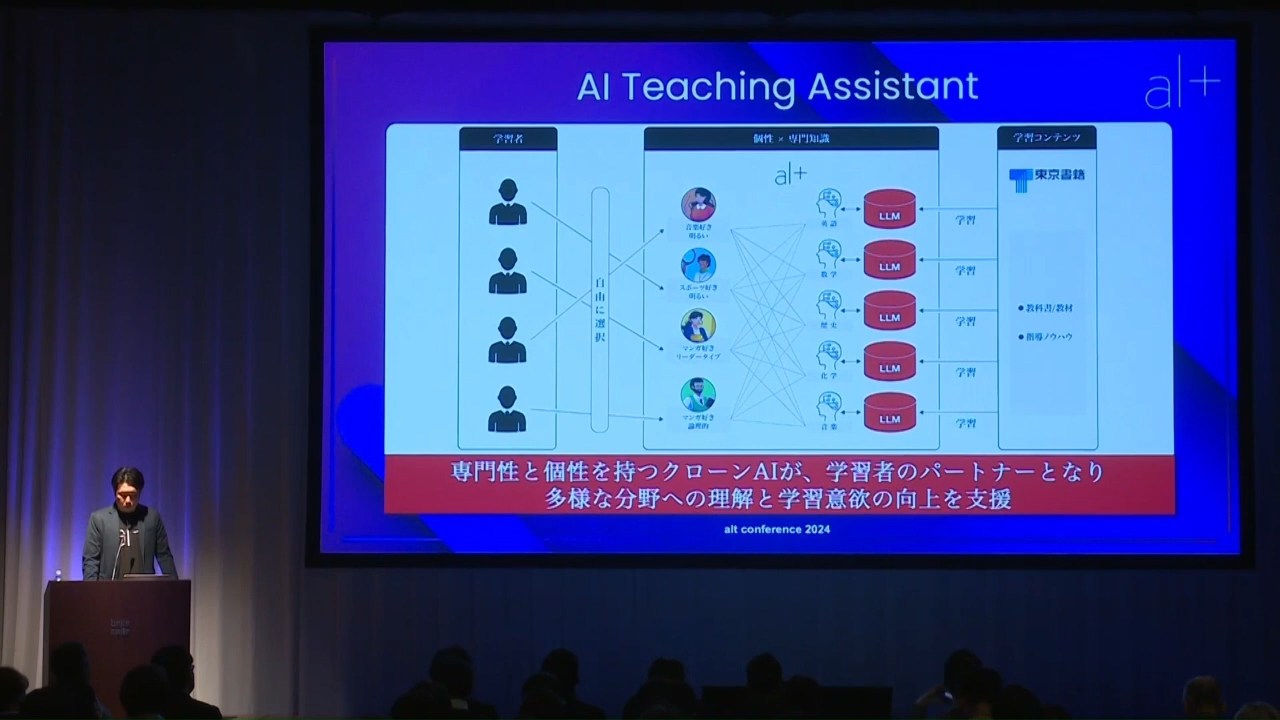 AI Teaching Assistant
al+
学習者
個性 × 専門知識
学習コンテンツ
al+
東京書籍
自由に選択
音楽好き
明るい
スポーツ好き
明るい
マンガ好き
リーダータイプ
マンガ好き
論理的
英語
数学
歴史
化学
音楽
LLM
LLM
LLM
LLM
LLM
学習
学習
学習
学習
学習
● 教科書/教材
● 指導ノウハウ
専門性と個性を持つクローンAIが、学習者のパートナーとなり
多様な分野への理解と学習意欲の向上を支援
alt conference 2024